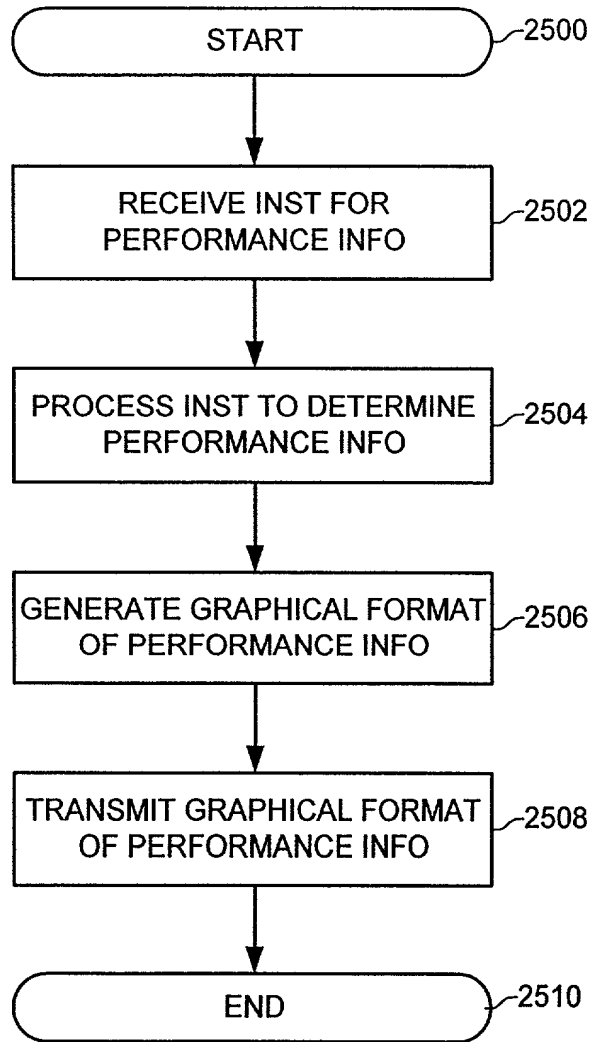 START
2500
RECEIVE INST FOR
PERFORMANCE INFO
2502
PROCESS INST TO DETERMINE
PERFORMANCE INFO
2504
GENERATE GRAPHICAL FORMAT
OF PERFORMANCE INFO
2506
TRANSMIT GRAPHICAL FORMAT
OF PERFORMANCE INFO
2508
END
2510